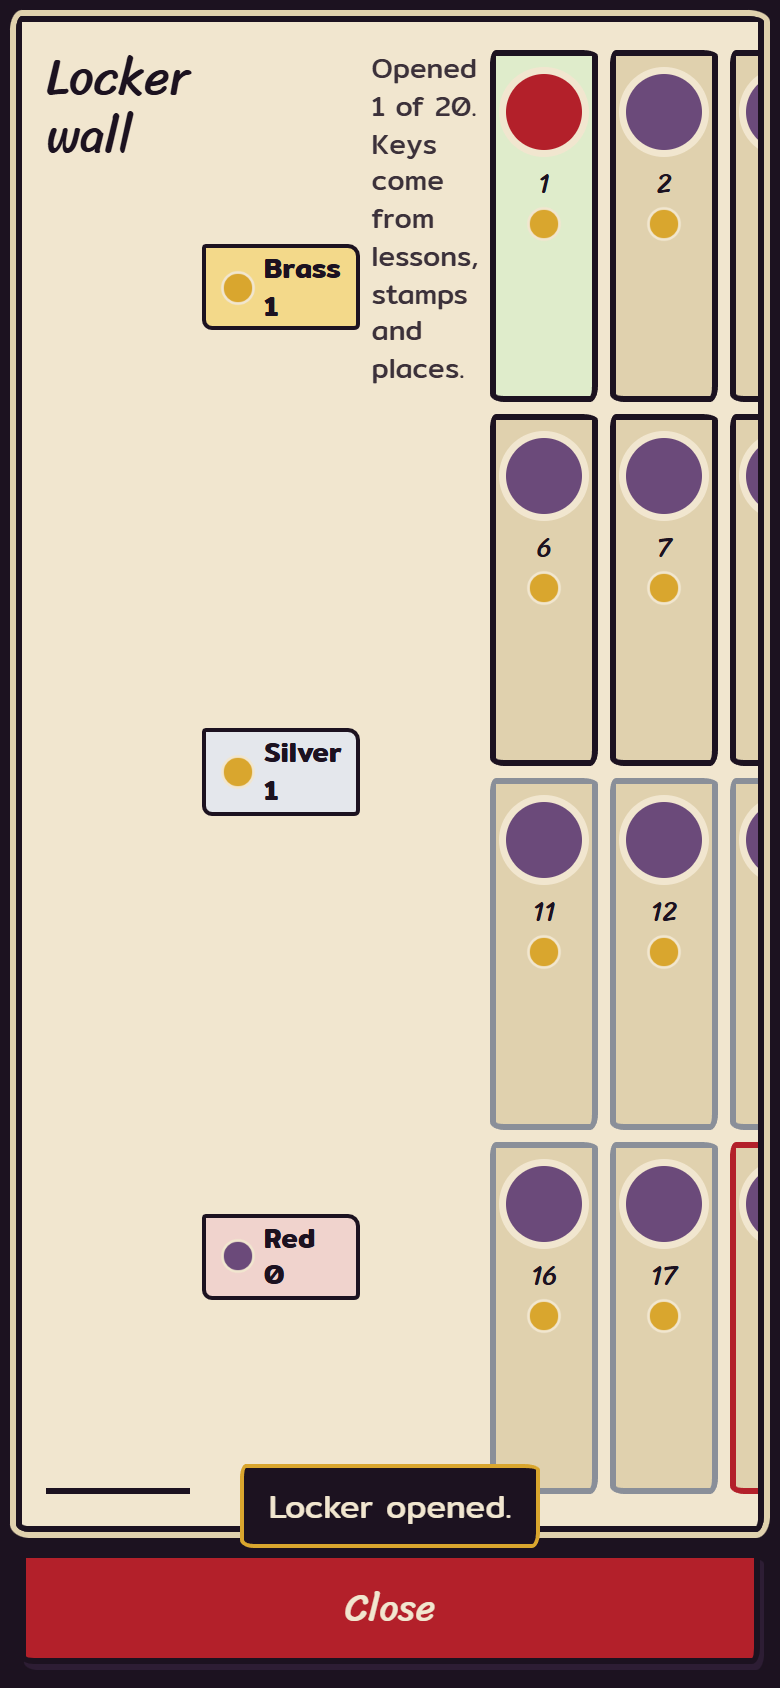 Locker
wall
Brass
1
Silver
1
Red
0
Opened
1 of 20.
Keys
come
from
lessons,
stamps
and
places.
1
2
6
7
11
12
16
17
Locker opened.
Close